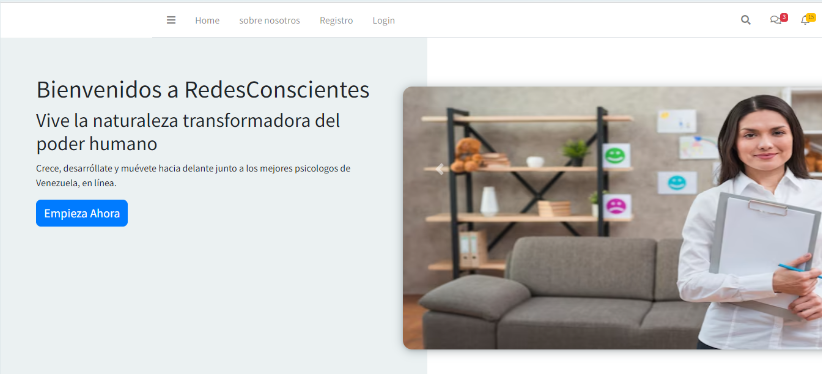 Home sobre nosotros Registro Login 3
Bienvenidos a RedesConscientes
Vive la naturaleza transformadora del
poder humano
Crece, desarróllate y muévete hacia delante junto a los mejores psicologos de
Venezuela, en línea.
Empieza Ahora